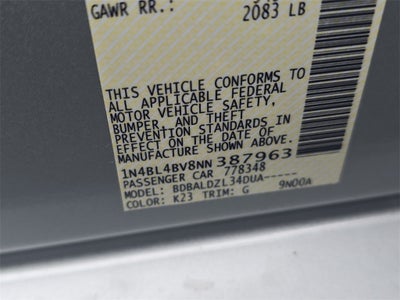 GAWR RR.:
2083 LB
THIS VEHICLE CONFORMS TO
ALL APPLICABLE FEDERAL
MOTOR VEHICLE SAFETY,
BUMPER, AND THEFT
PREVENTION STANDARDS IN
EFFECT ON THE DATE OF
MANUFACTURE SHOWN ABOVE.
1N4BL4BV8NN387963
PASSENGER CAR 778348
MODEL: BDBALDZL34DUA-----
COLOR: K23 TRIM: G 9N00A